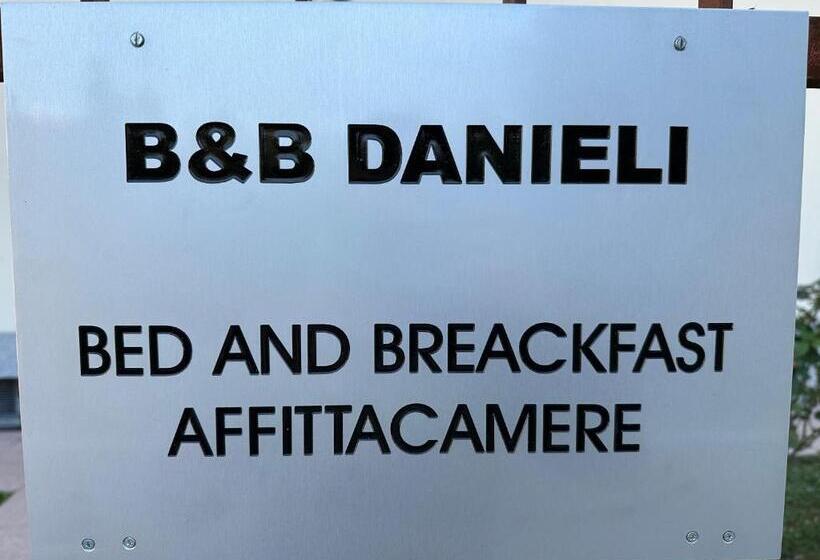 B&B DANIELI
BED AND BREACKFAST
AFFITTACAMERE